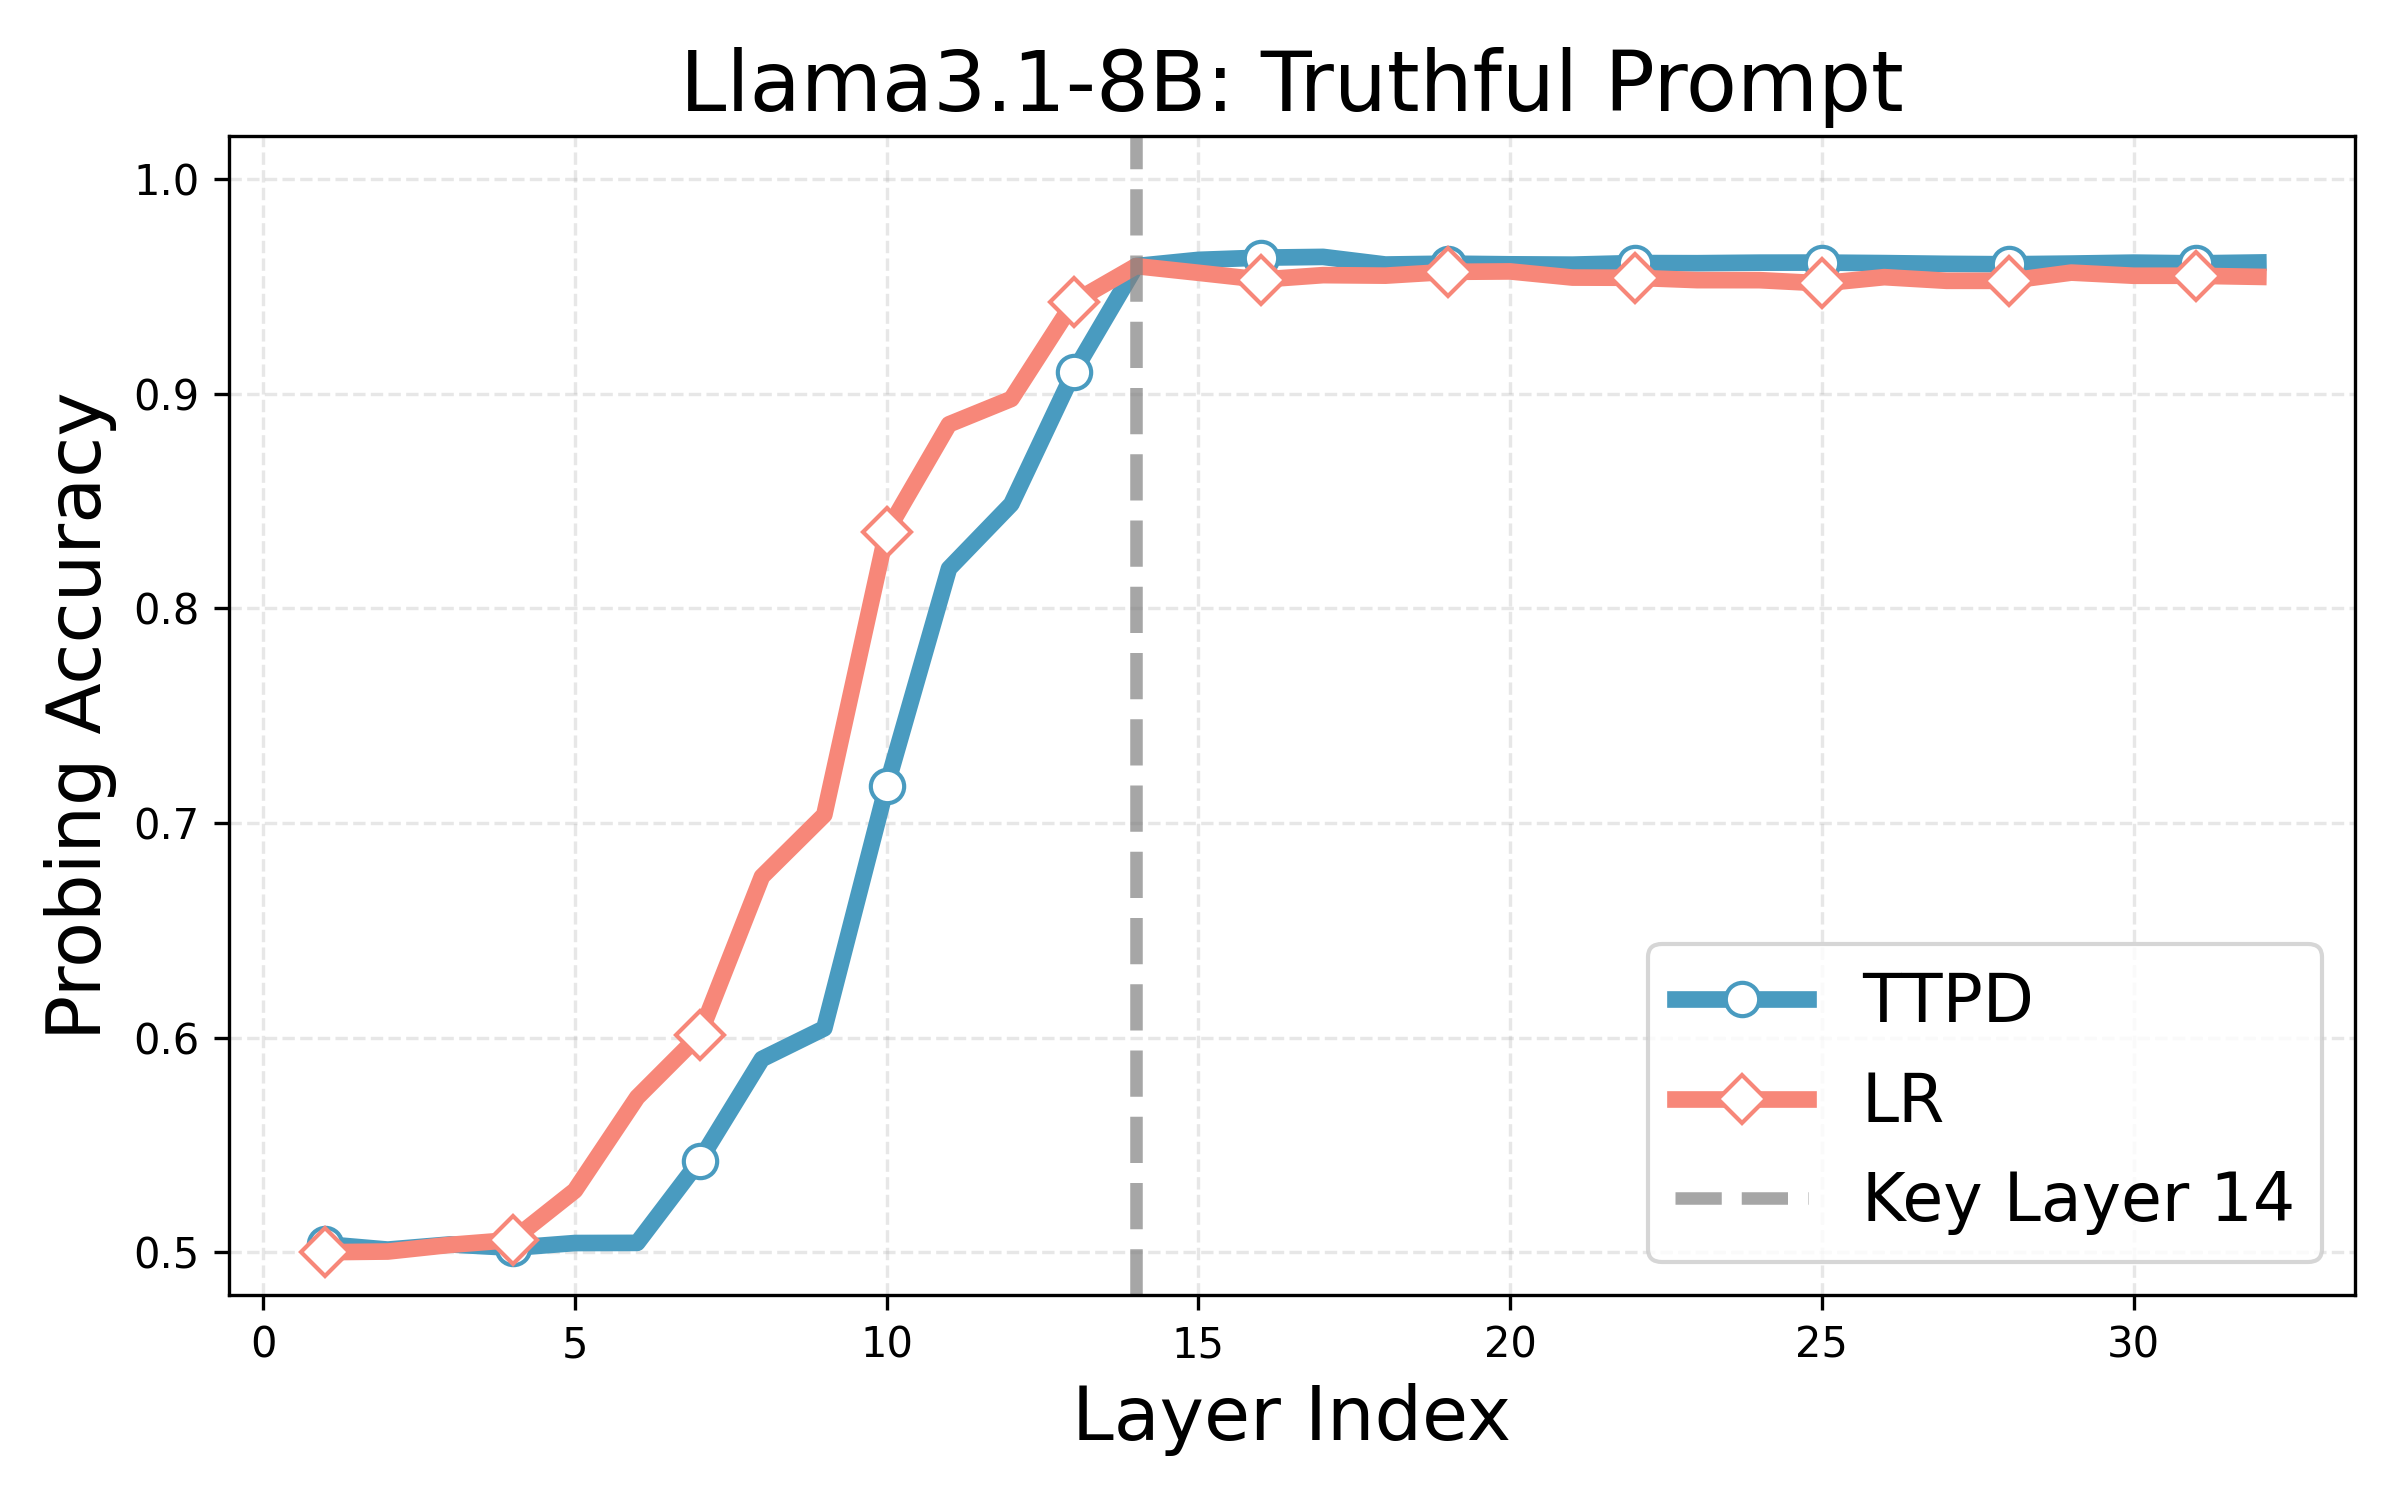 Llama3.1-8B: Truthful Prompt
Probing Accuracy
1.0
0.9
0.8
0.7
0.6
0.5
0 5 10 15 20 25 30
Layer Index
TTPD
LR
Key Layer 14